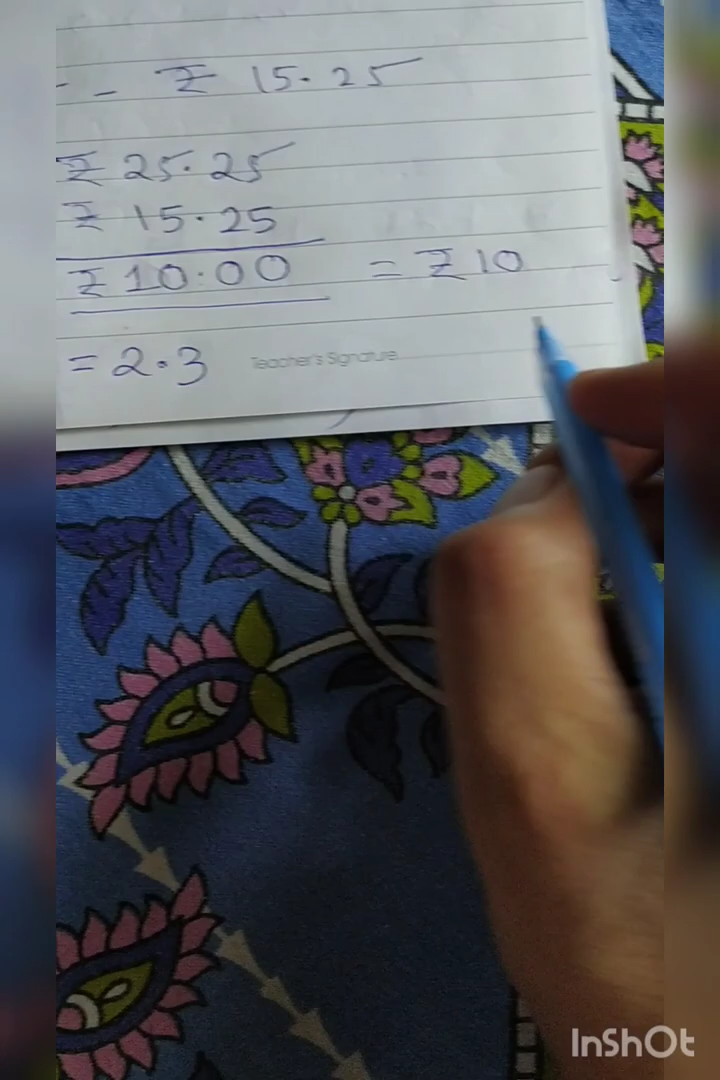 - - ₹ 15.25
₹ 25.25
₹ 15.25
₹ 10.00 = ₹ 10
= 2.3
Teacher's Signature
InShOt